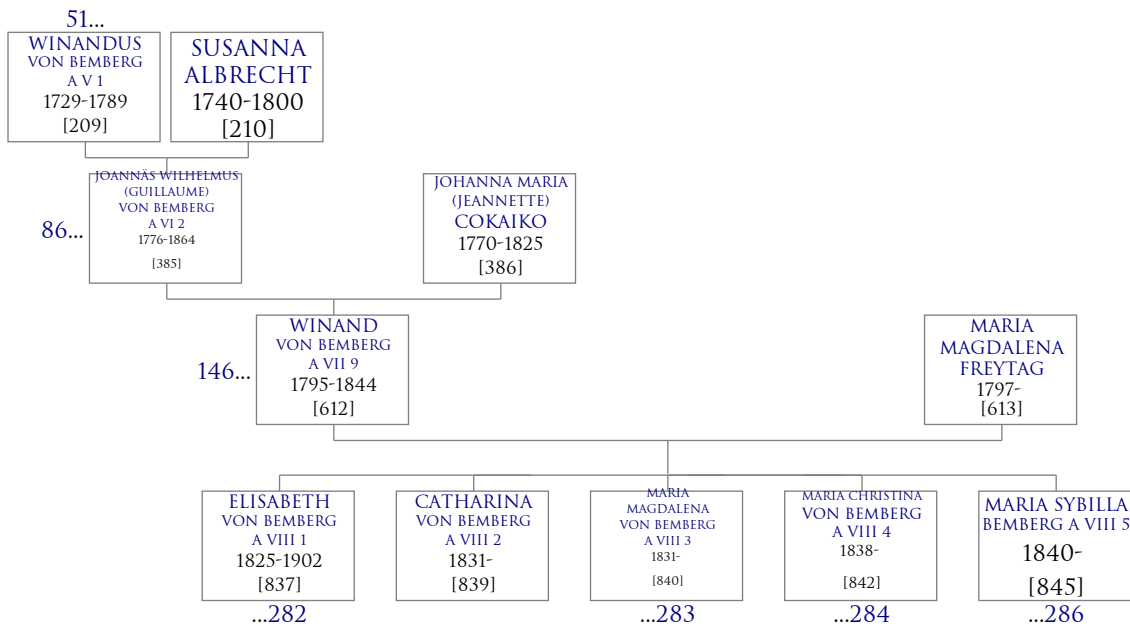 51...
WINANDUS
VON BEMBERG
A V 1
1729-1789
[209]
SUSANNA
ALBRECHT
1740-1800
[210]
86...
JOANNÄS WILHELMUS
(GUILLAUME)
VON BEMBERG
A VI 2
1776-1864
[385]
JOHANNA MARIA
(JEANNETTE)
COKAIKO
1770-1825
[386]
146...
WINAND
VON BEMBERG
A VII 9
1795-1844
[612]
MARIA
MAGDALENA
FREYTAG
1797-
[613]
ELISABETH
VON BEMBERG
A VIII 1
1825-1902
[837]
...282
CATHARINA
VON BEMBERG
A VIII 2
1831-
[839]
MARIA
MAGDALENA
VON BEMBERG
A VIII 3
1831-
[840]
...283
MARIA CHRISTINA
VON BEMBERG
A VIII 4
1838-
[842]
...284
MARIA SYBILLA
BEMBERG A VIII 5
1840-
[845]
...286